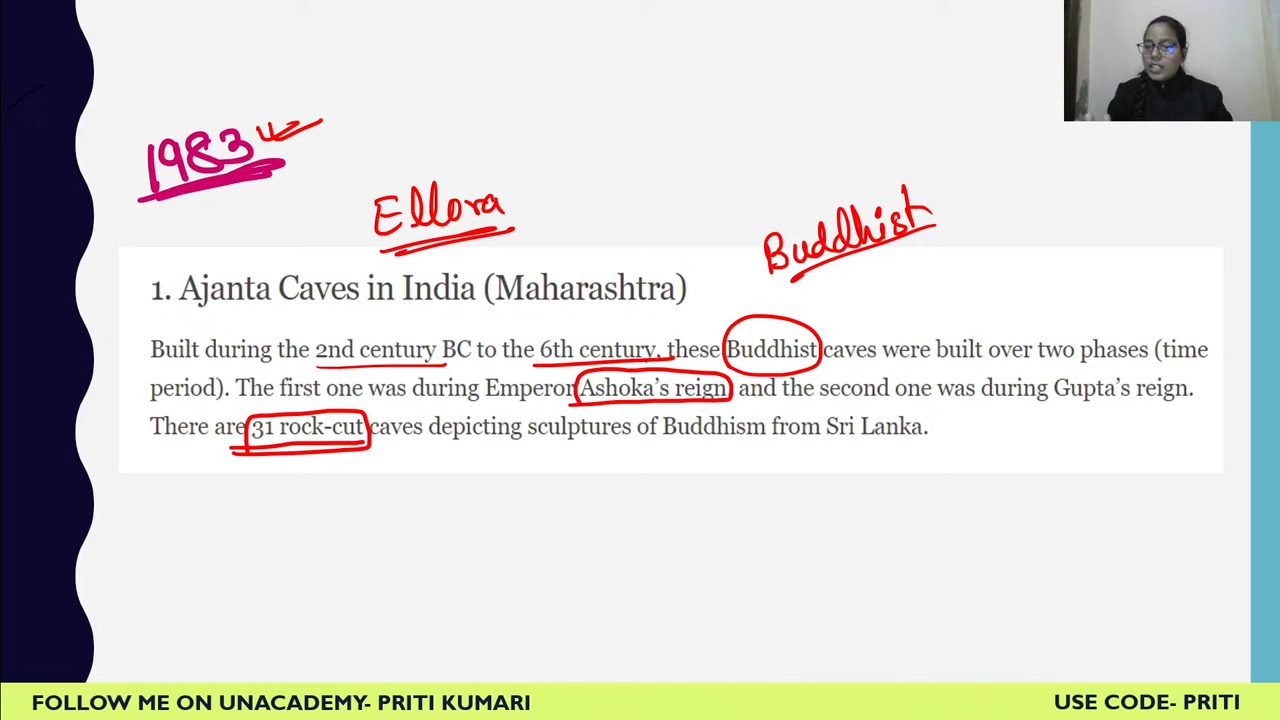 1983
Ellora
Buddhist
1. Ajanta Caves in India (Maharashtra)
Built during the 2nd century BC to the 6th century, these Buddhist caves were built over two phases (time
period). The first one was during Emperor Ashoka's reign and the second one was during Gupta's reign.
There are 31 rock-cut caves depicting sculptures of Buddhism from Sri Lanka.
FOLLOW ME ON UNACADEMY- PRITI KUMARI
USE CODE- PRITI